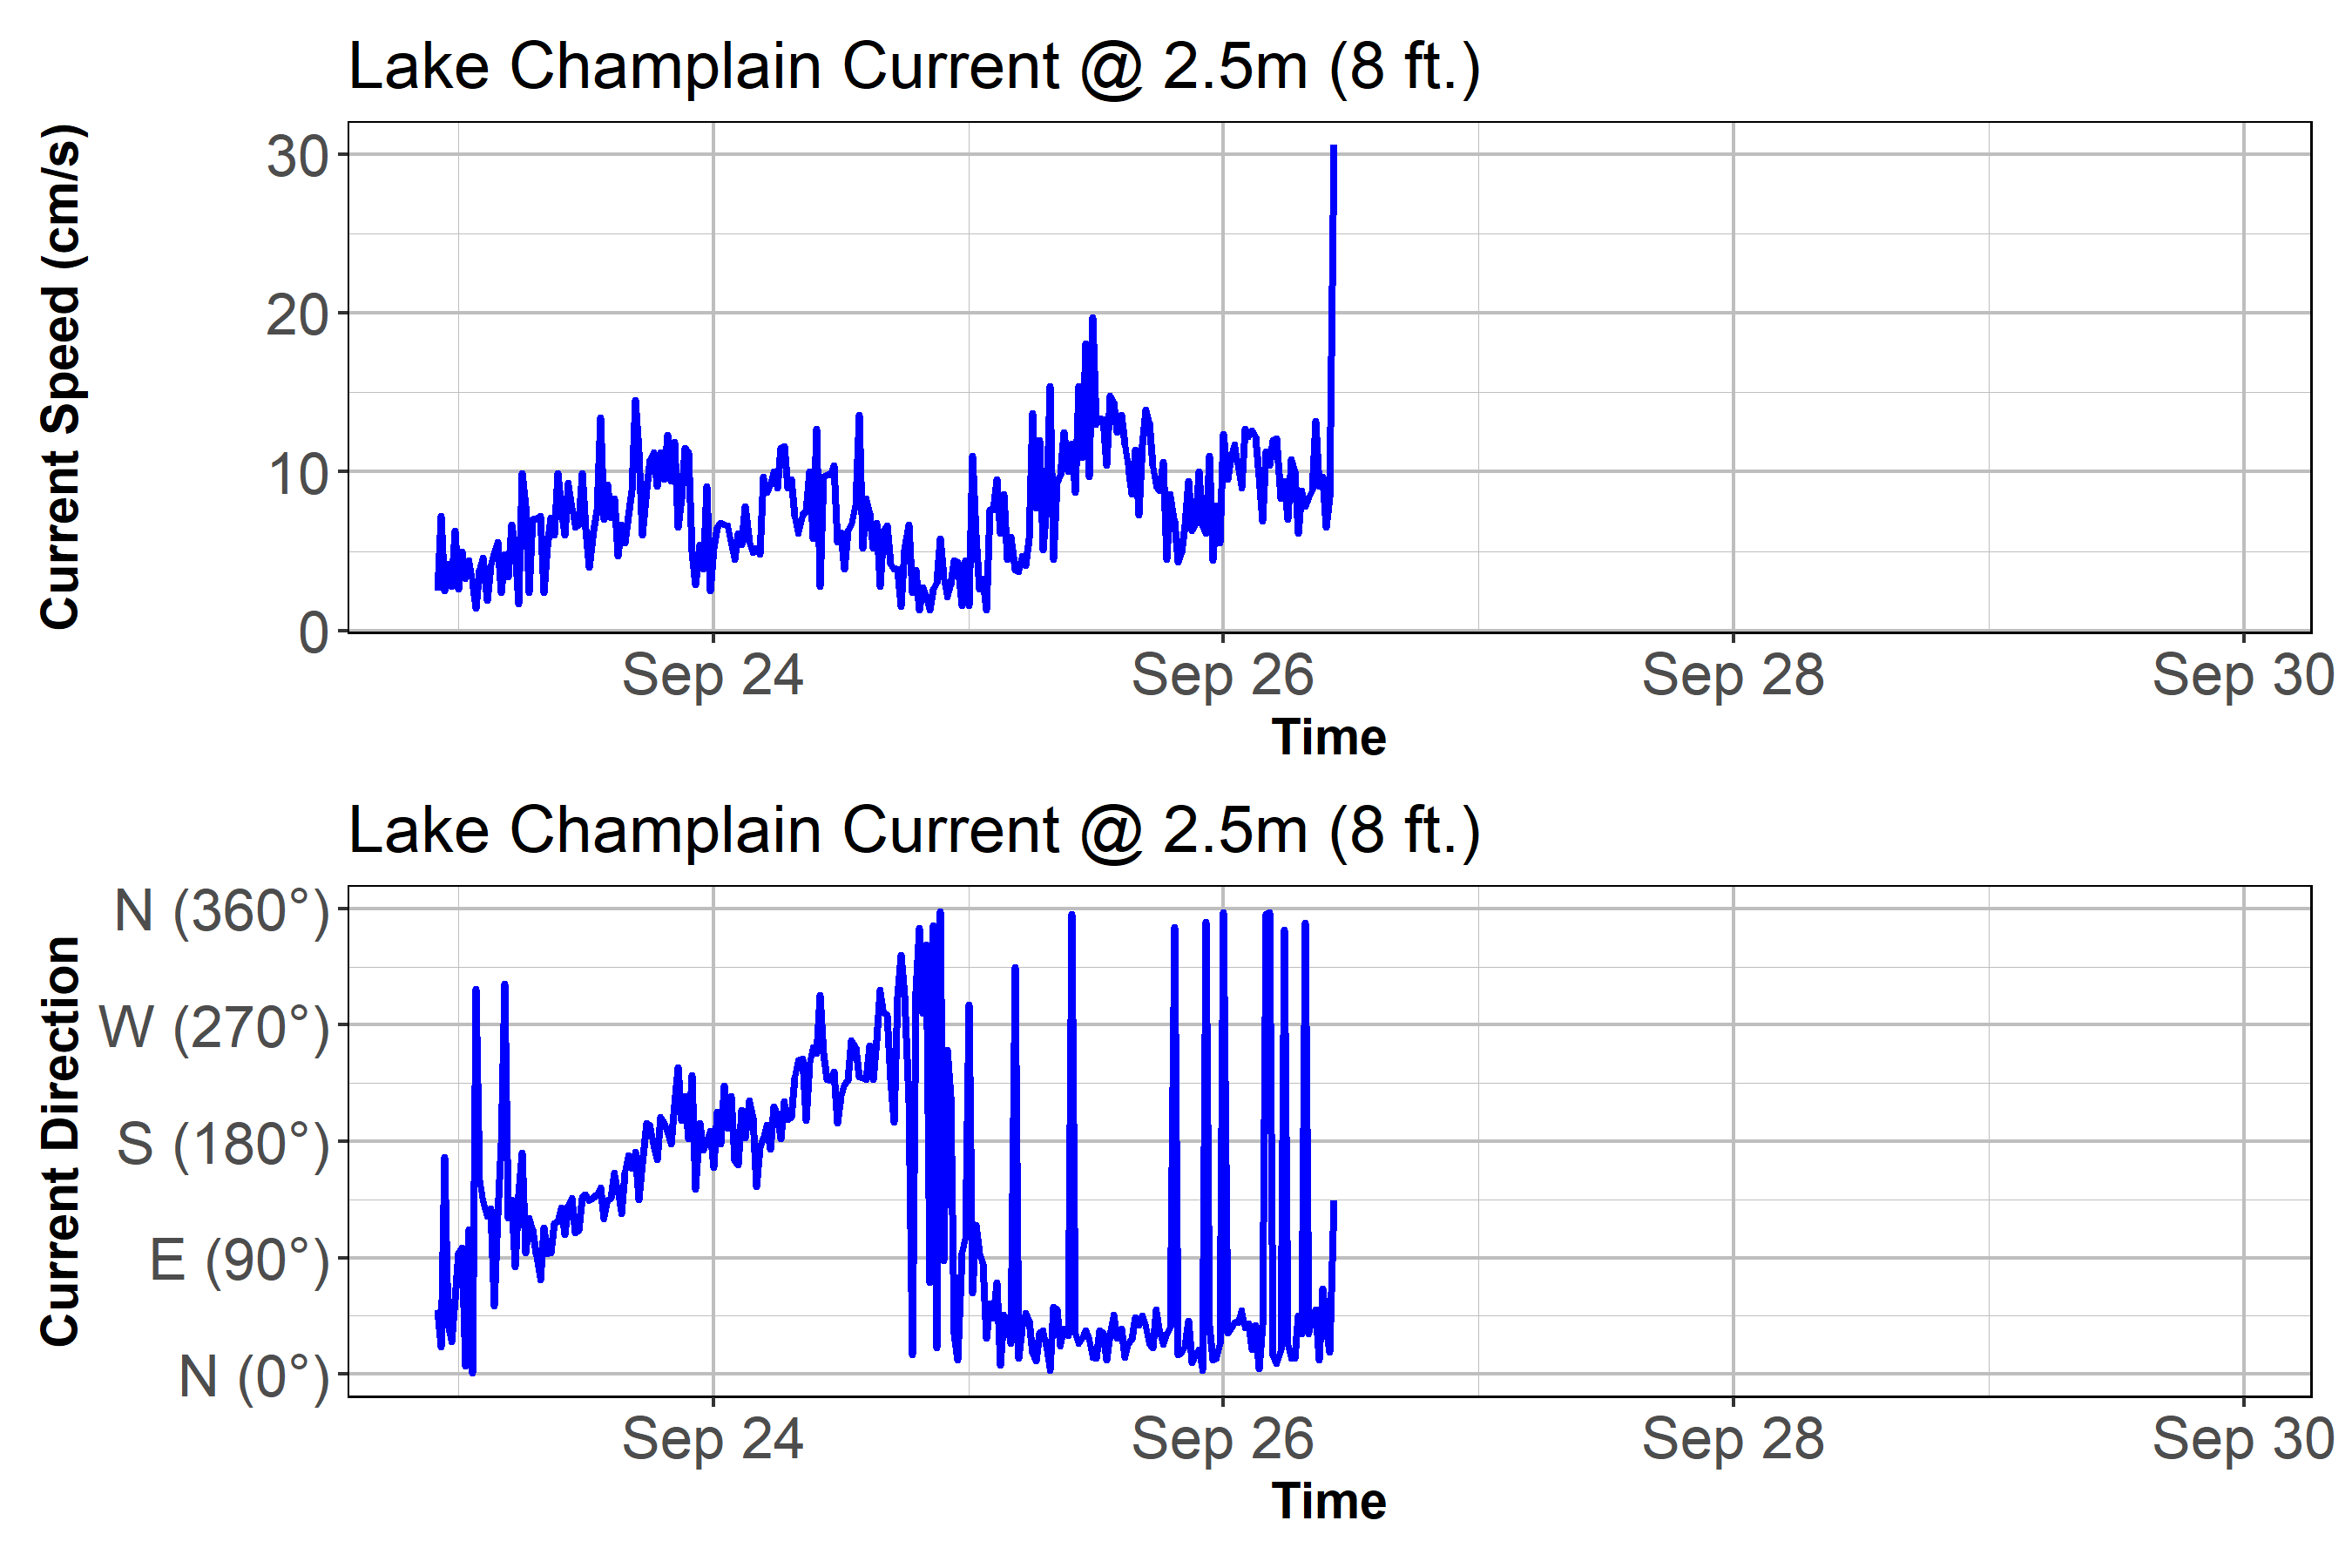 Lake Champlain Current @ 2.5m (8 ft.)
Current Speed (cm/s)
30
20
10
0
Sep 24 Sep 26 Sep 28 Sep 30
Time
Lake Champlain Current @ 2.5m (8 ft.)
Current Direction
N (360°)
W (270°)
S (180°)
E (90°)
N (0°)
Sep 24 Sep 26 Sep 28 Sep 30
Time